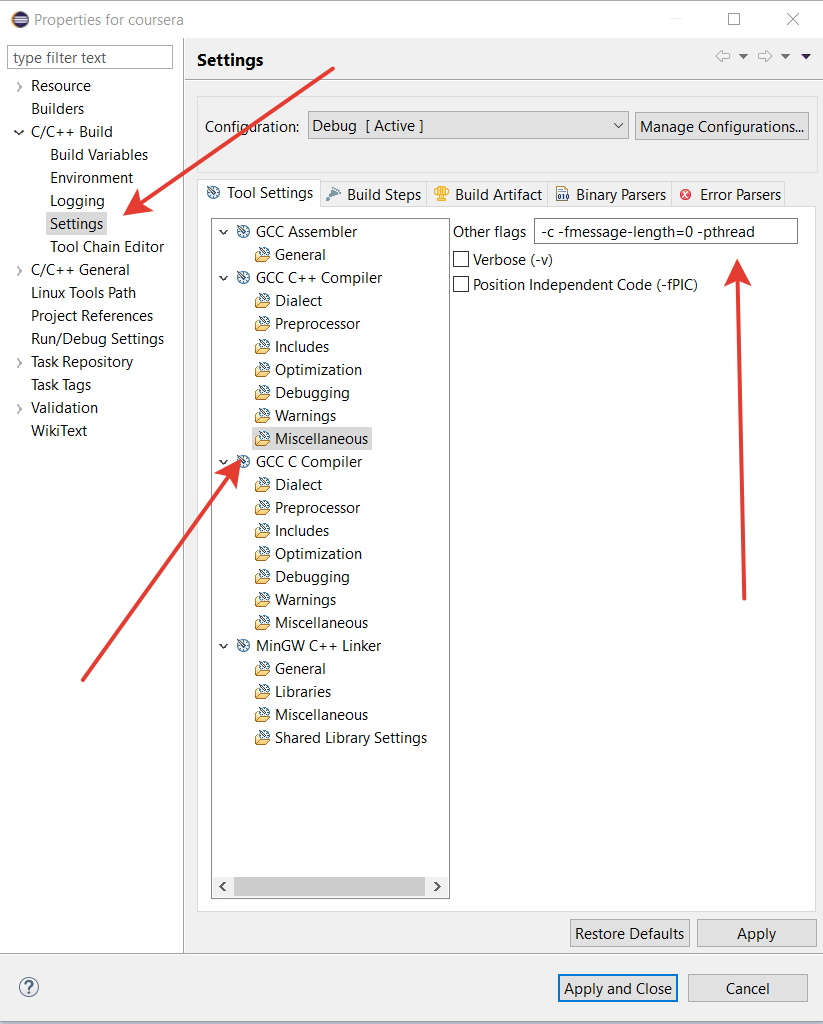 Properties for coursera
type filter text
Resource
Builders
C/C++ Build
Build Variables
Environment
Logging
Settings
Tool Chain Editor
C/C++ General
Linux Tools Path
Project References
Run/Debug Settings
Task Repository
Task Tags
Validation
WikiText
Settings
Configuration: Debug [ Active ] Manage Configurations...
Tool Settings Build Steps Build Artifact Binary Parsers Error Parsers
GCC Assembler
General
GCC C++ Compiler
Dialect
Preprocessor
Includes
Optimization
Debugging
Warnings
Miscellaneous
GCC C Compiler
Dialect
Preprocessor
Includes
Optimization
Debugging
Warnings
Miscellaneous
MinGW C++ Linker
General
Libraries
Miscellaneous
Shared Library Settings
Other flags -c -fmessage-length=0 -pthread
Verbose (-v)
Position Independent Code (-fPIC)
Restore Defaults Apply
? Apply and Close Cancel